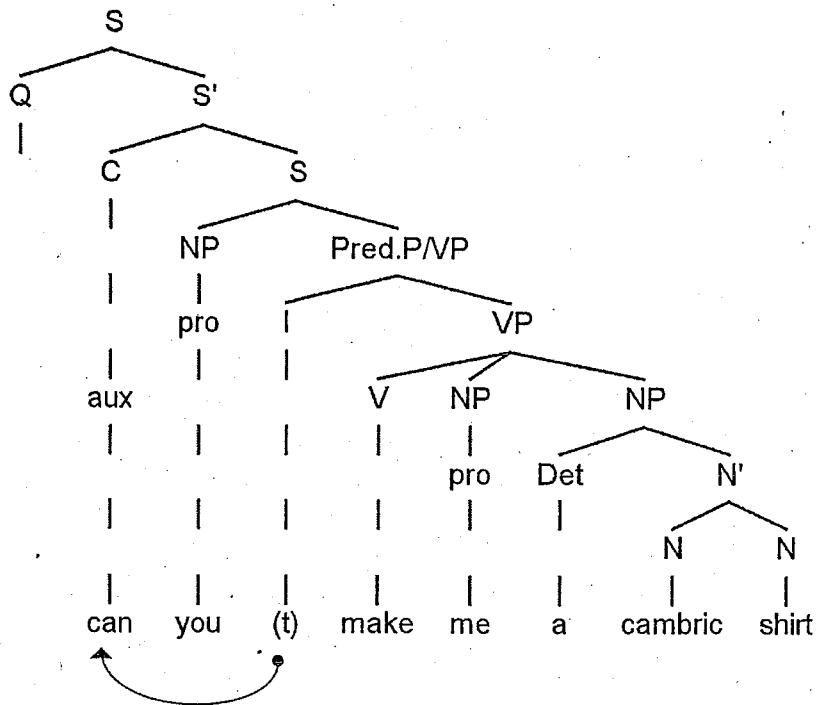 S
Q S'
C S
NP Pred.P/VP
pro VP
aux V NP NP
pro Det N'
N N
can you (t) make me a cambric shirt